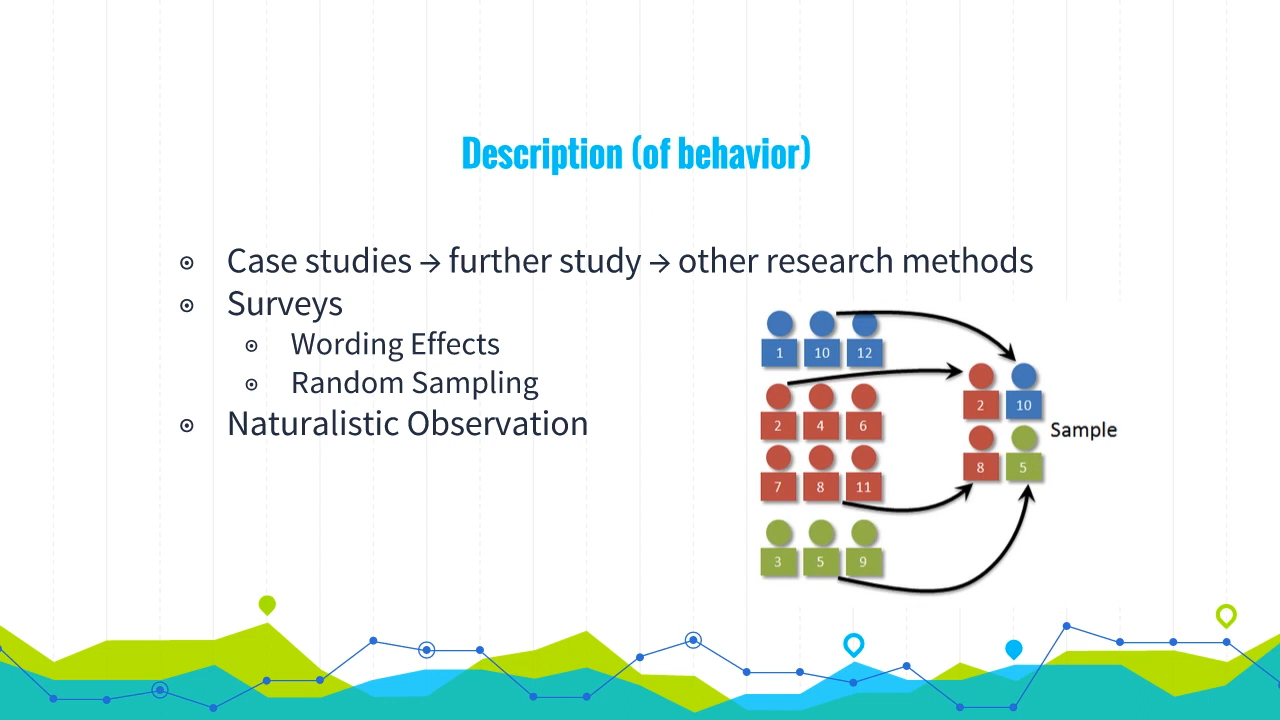 Description (of behavior)
Case studies → further study → other research methods
Surveys
Wording Effects
Random Sampling
Naturalistic Observation
1 10 12
2 4 6
7 8 11
3 5 9
2 10
8 5
Sample